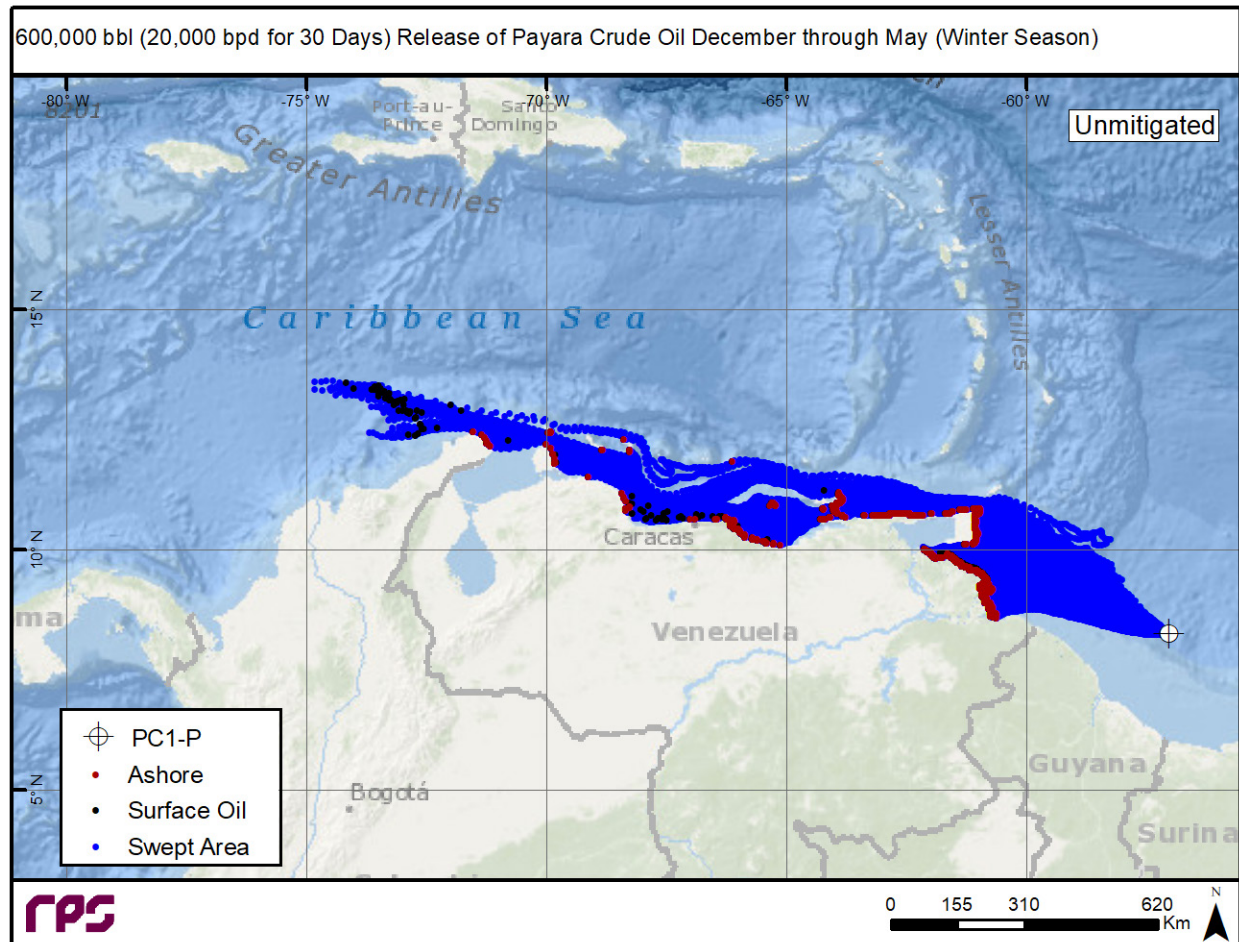 600,000 bbl (20,000 bpd for 30 Days) Release of Payara Crude Oil December through May (Winter Season)
-80° W
-75° W
-70° W
-65° W
-60° W
8201
Port-au-
Prince
Santo
Domingo
Unmitigated
Greater Antilles
Lesser Antilles
15° N
Caribbean Sea
10° N
Caracas
ma
Venezuela
PC1-P
Ashore
Surface Oil
Swept Area
5° N
Bogotá
Guyana
Surina
rps
0 155 310 620
Km
N